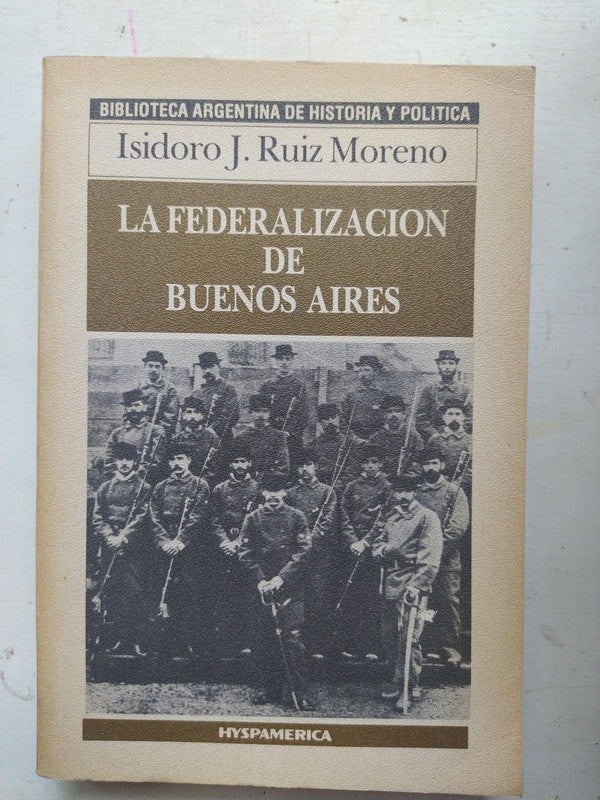 BIBLIOTECA ARGENTINA DE HISTORIA Y POLITICA
Isidoro J. Ruiz Moreno
LA FEDERALIZACION
DE
BUENOS AIRES
HYSPAMERICA